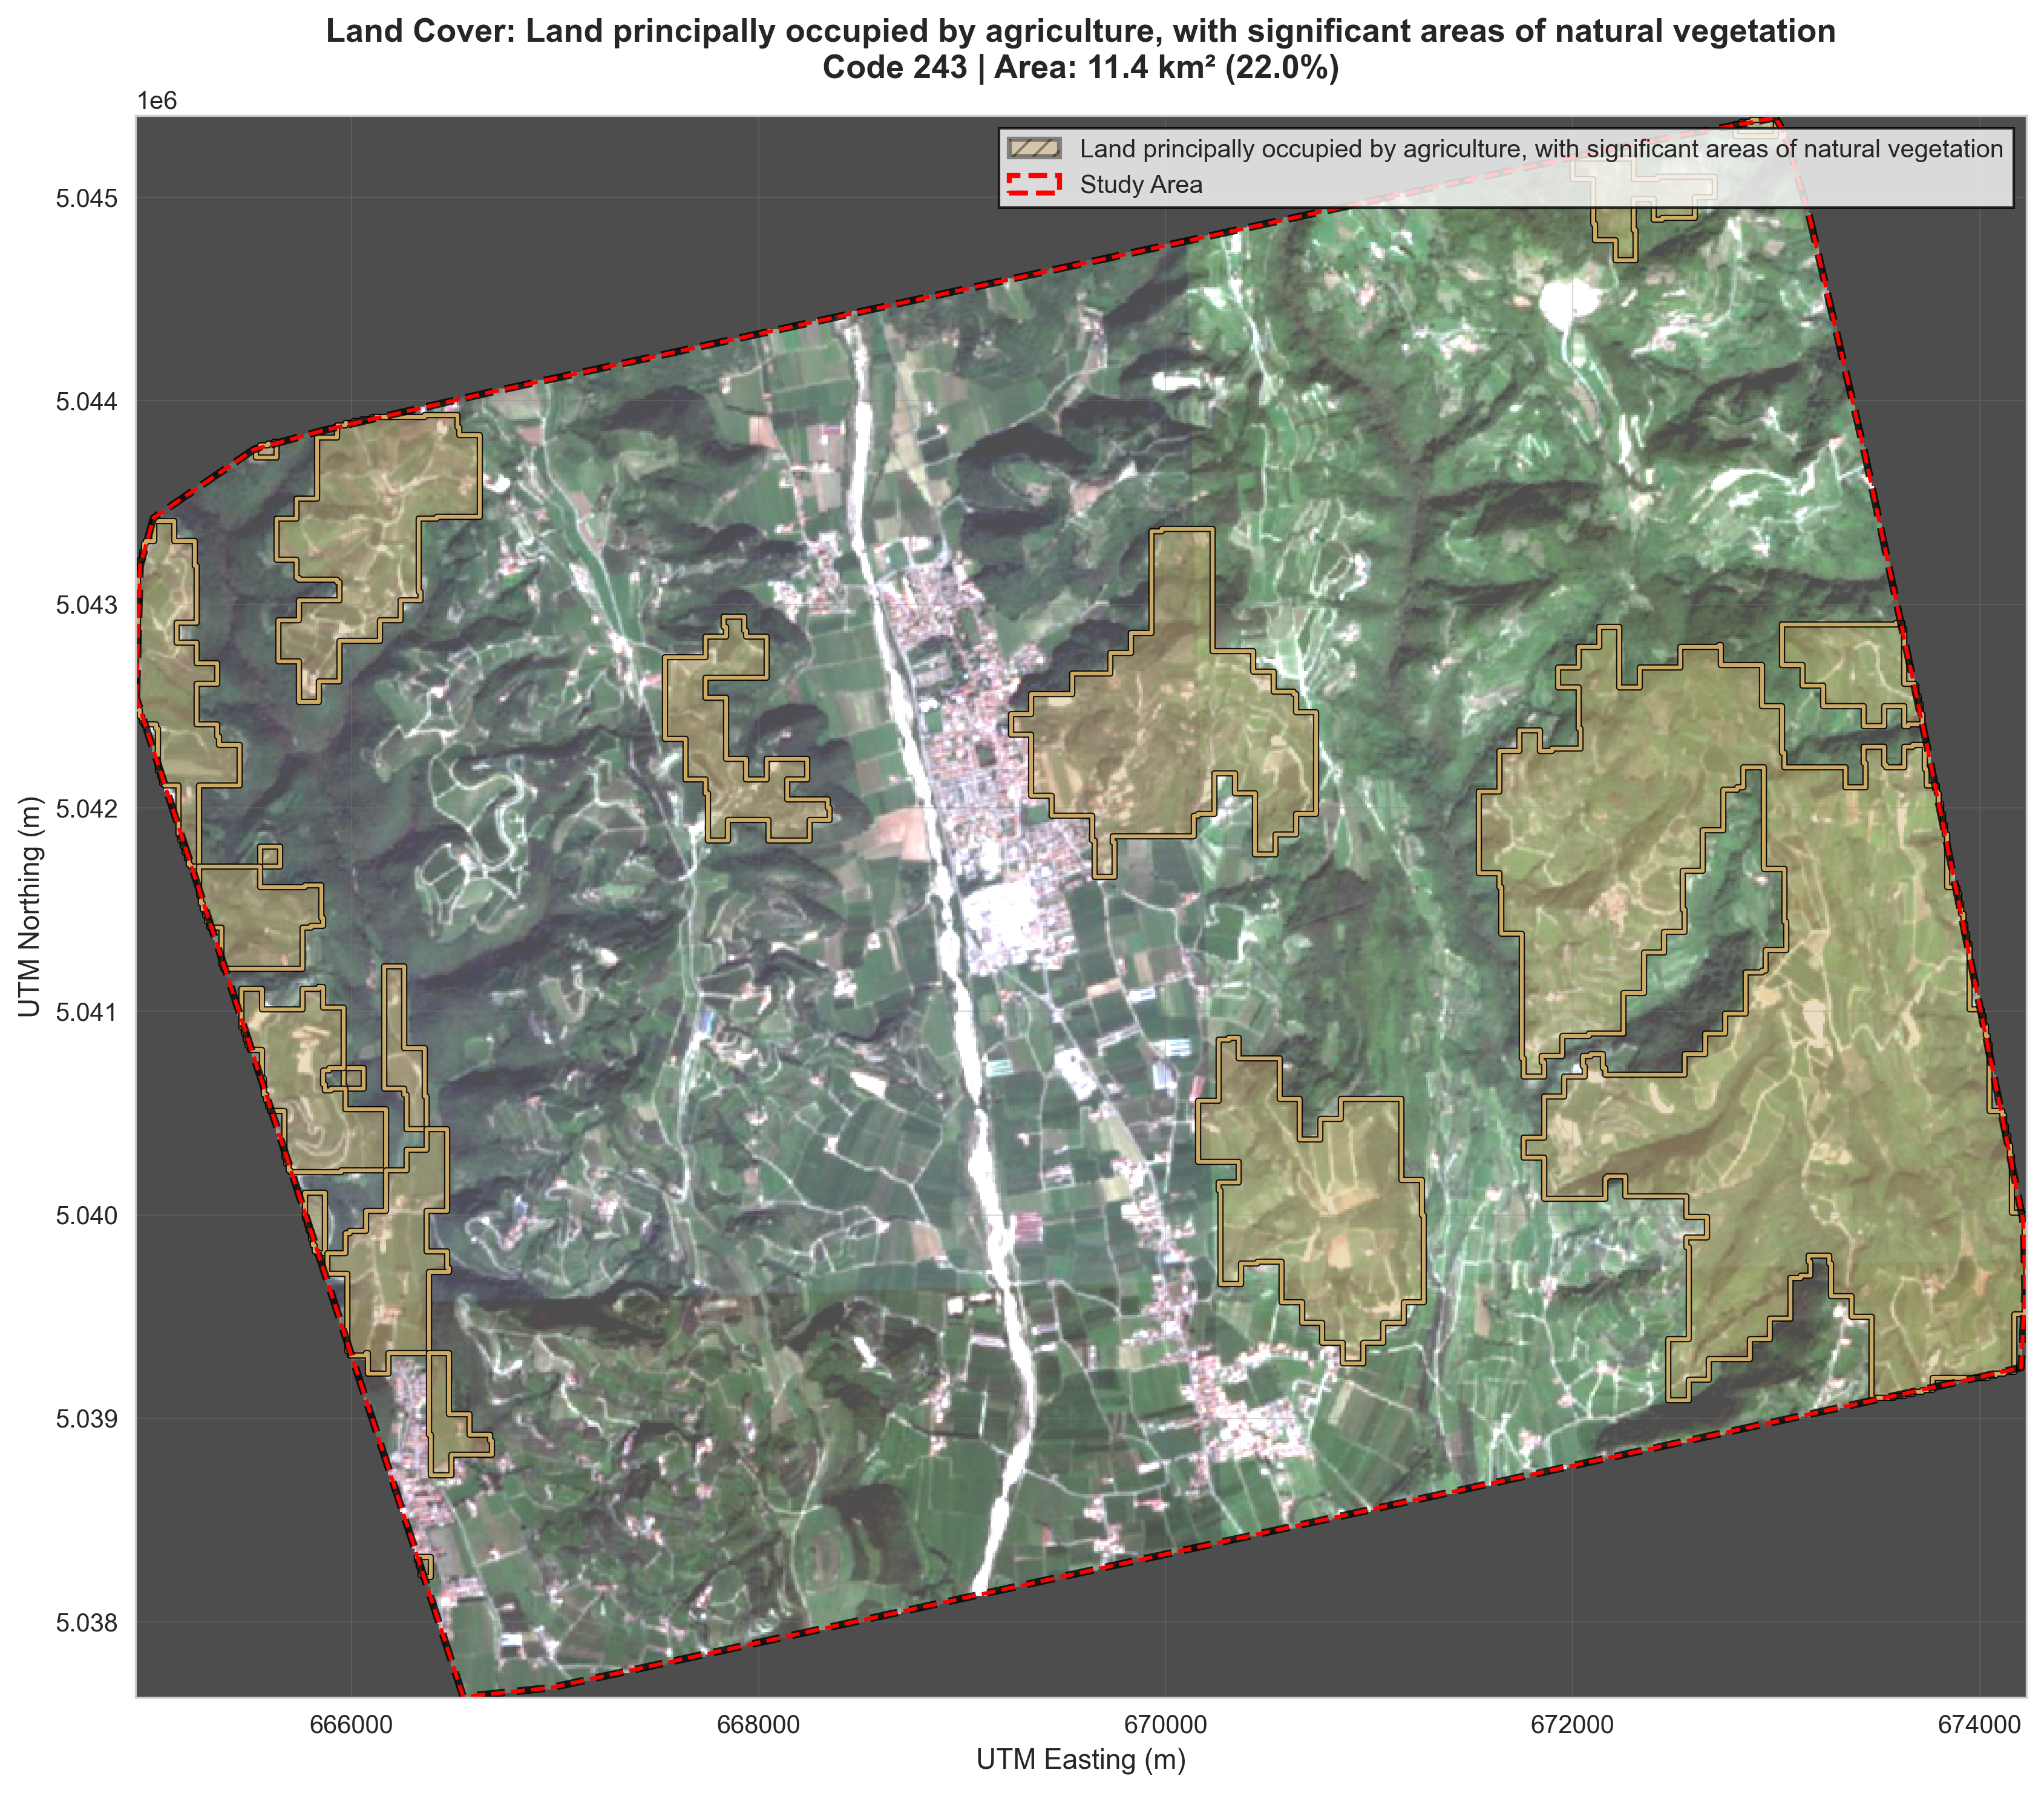 Land Cover: Land principally occupied by agriculture, with significant areas of natural vegetation
Code 243 | Area: 11.4 km² (22.0%)
1e6
Land principally occupied by agriculture, with significant areas of natural vegetation
Study Area
5.045
5.044
5.043
5.042
5.041
5.040
5.039
5.038
UTM Northing (m)
666000
668000
670000
672000
674000
UTM Easting (m)